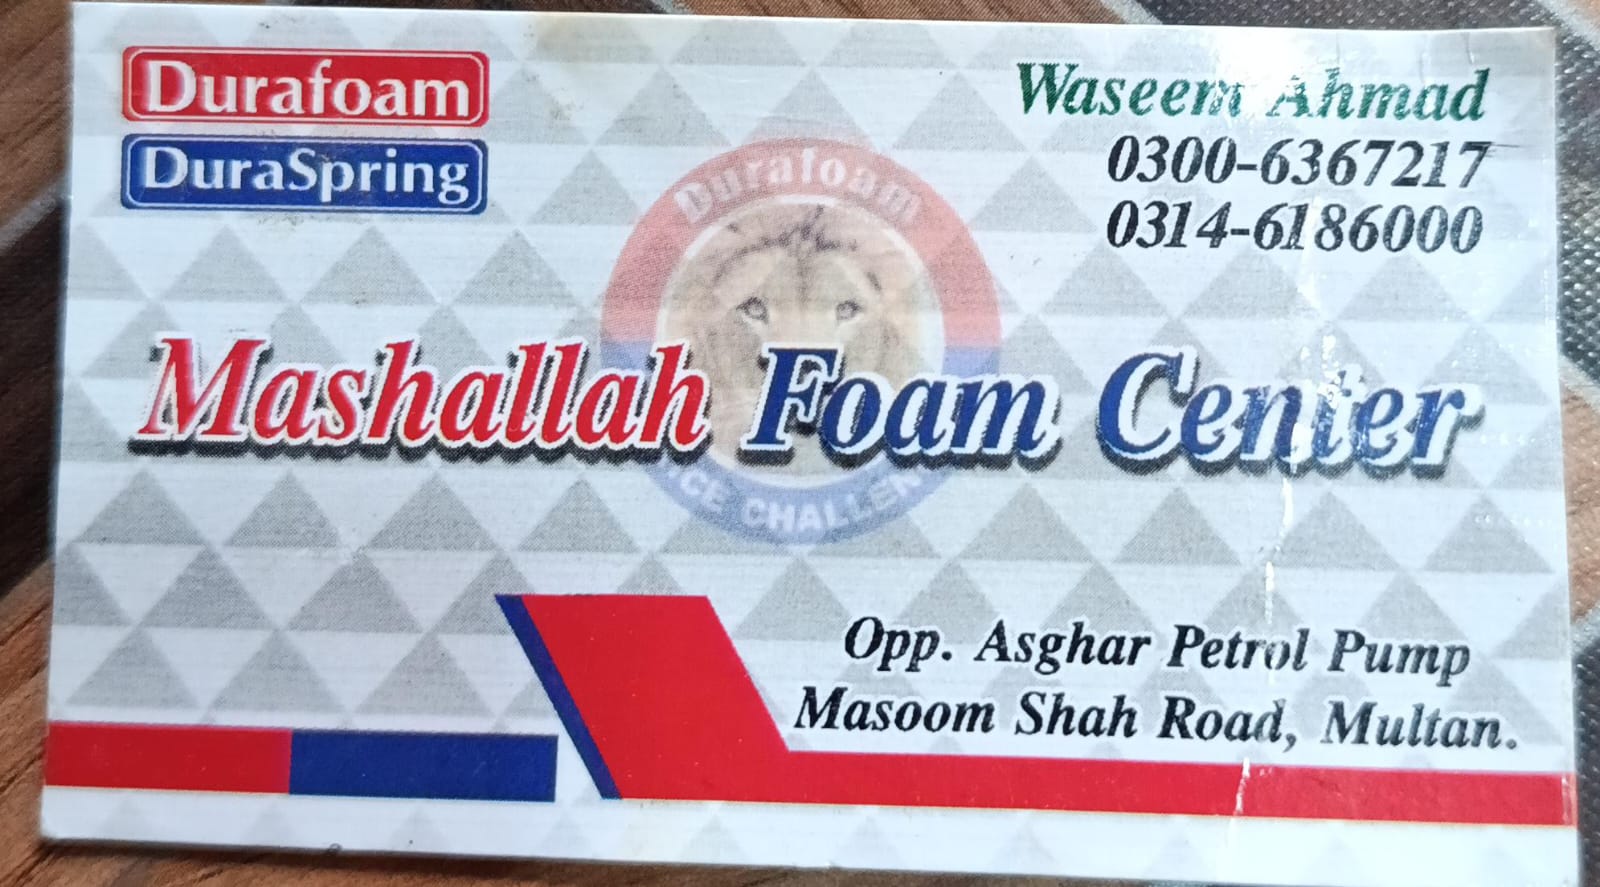 Durafoam
DuraSpring
Waseem Ahmad
0300-6367217
0314-6186000
Durafoam
Mashallah Foam Center
Opp. Asghar Petrol Pump
Masoom Shah Road, Multan.